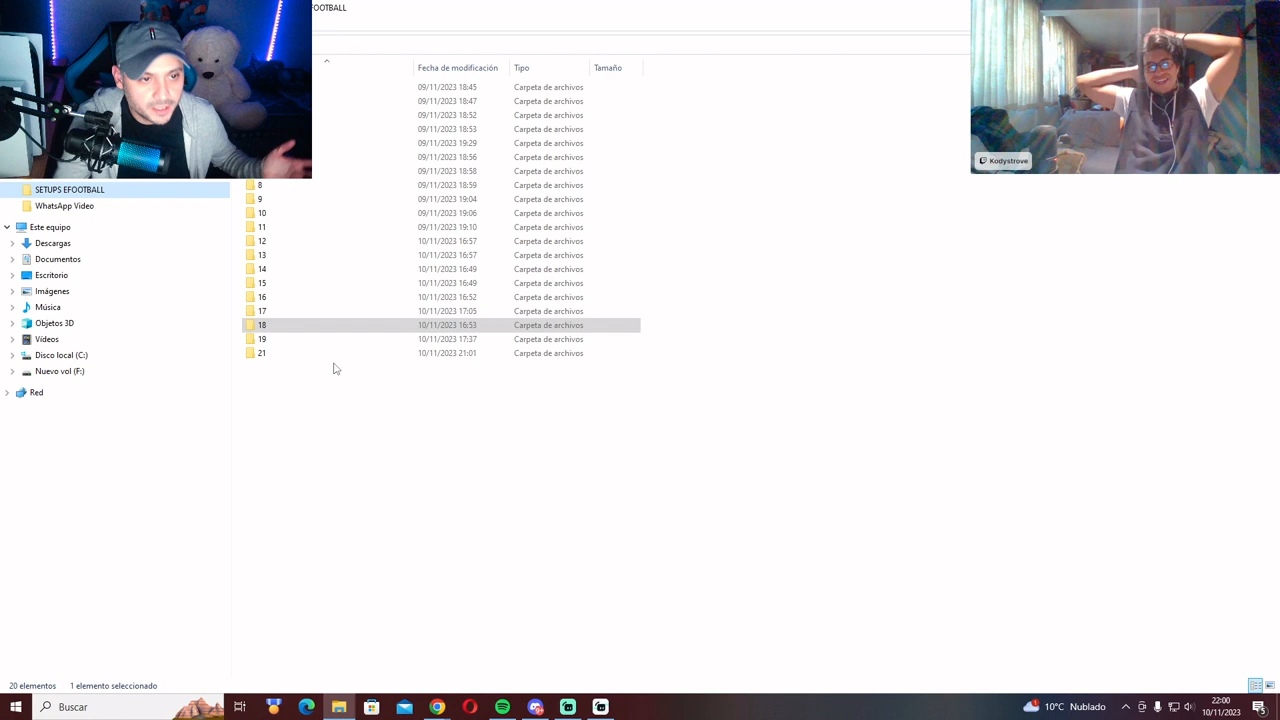 FOOTBALL
Fecha de modificación Tipo Tamaño
09/11/2023 18:45 Carpeta de archivos
09/11/2023 18:47 Carpeta de archivos
09/11/2023 18:52 Carpeta de archivos
09/11/2023 18:53 Carpeta de archivos
09/11/2023 19:29 Carpeta de archivos
09/11/2023 18:56 Carpeta de archivos
09/11/2023 18:58 Carpeta de archivos
8 09/11/2023 18:59 Carpeta de archivos
9 09/11/2023 19:04 Carpeta de archivos
10 09/11/2023 19:06 Carpeta de archivos
11 09/11/2023 19:10 Carpeta de archivos
12 10/11/2023 16:57 Carpeta de archivos
13 10/11/2023 16:57 Carpeta de archivos
14 10/11/2023 16:49 Carpeta de archivos
15 10/11/2023 16:49 Carpeta de archivos
16 10/11/2023 16:52 Carpeta de archivos
17 10/11/2023 17:05 Carpeta de archivos
18 10/11/2023 16:53 Carpeta de archivos
19 10/11/2023 17:37 Carpeta de archivos
21 10/11/2023 21:01 Carpeta de archivos
Kodystrove
SETUPS EFOOTBALL
WhatsApp Video
Este equipo
Descargas
Documentos
Escritorio
Imágenes
Música
Objetos 3D
Vídeos
Disco local (C:)
Nuevo vol (F:)
Red
20 elementos 1 elemento seleccionado
Buscar
10°C Nublado
22:00
10/11/2023